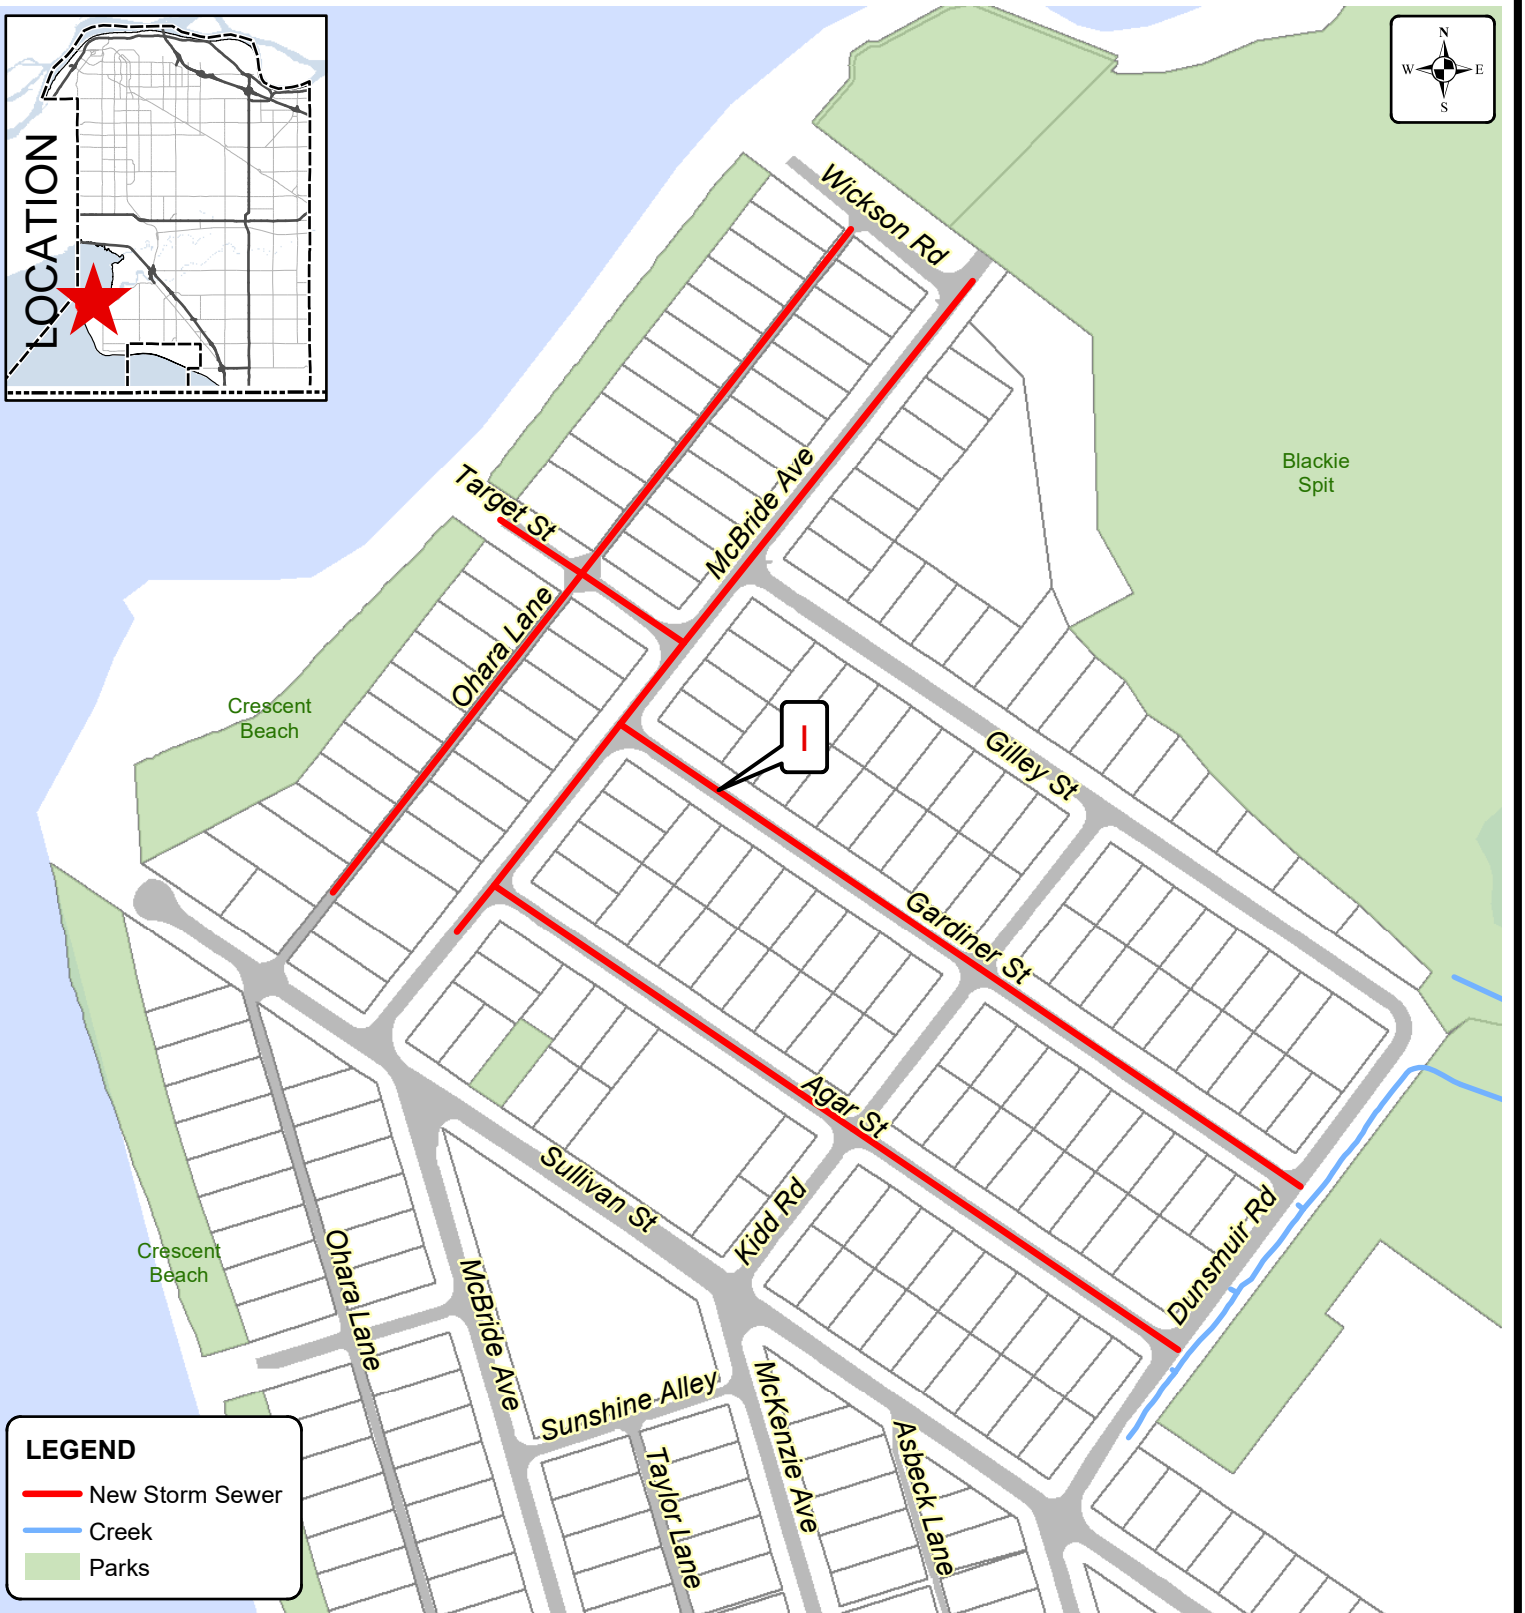 LOCATION
N
W
E
S
Wickson Rd
Target St
McBride Ave
Blackie
Spit
Ohara Lane
Crescent
Beach
I
Gilley St
Gardiner St
Agar St
Sullivan St
Kidd Rd
Dunsmuir Rd
Crescent
Beach
Ohara Lane
McBride Ave
Sunshine Alley
McKenzie Ave
Taylor Lane
Asbeck Lane
LEGEND
New Storm Sewer
Creek
Parks